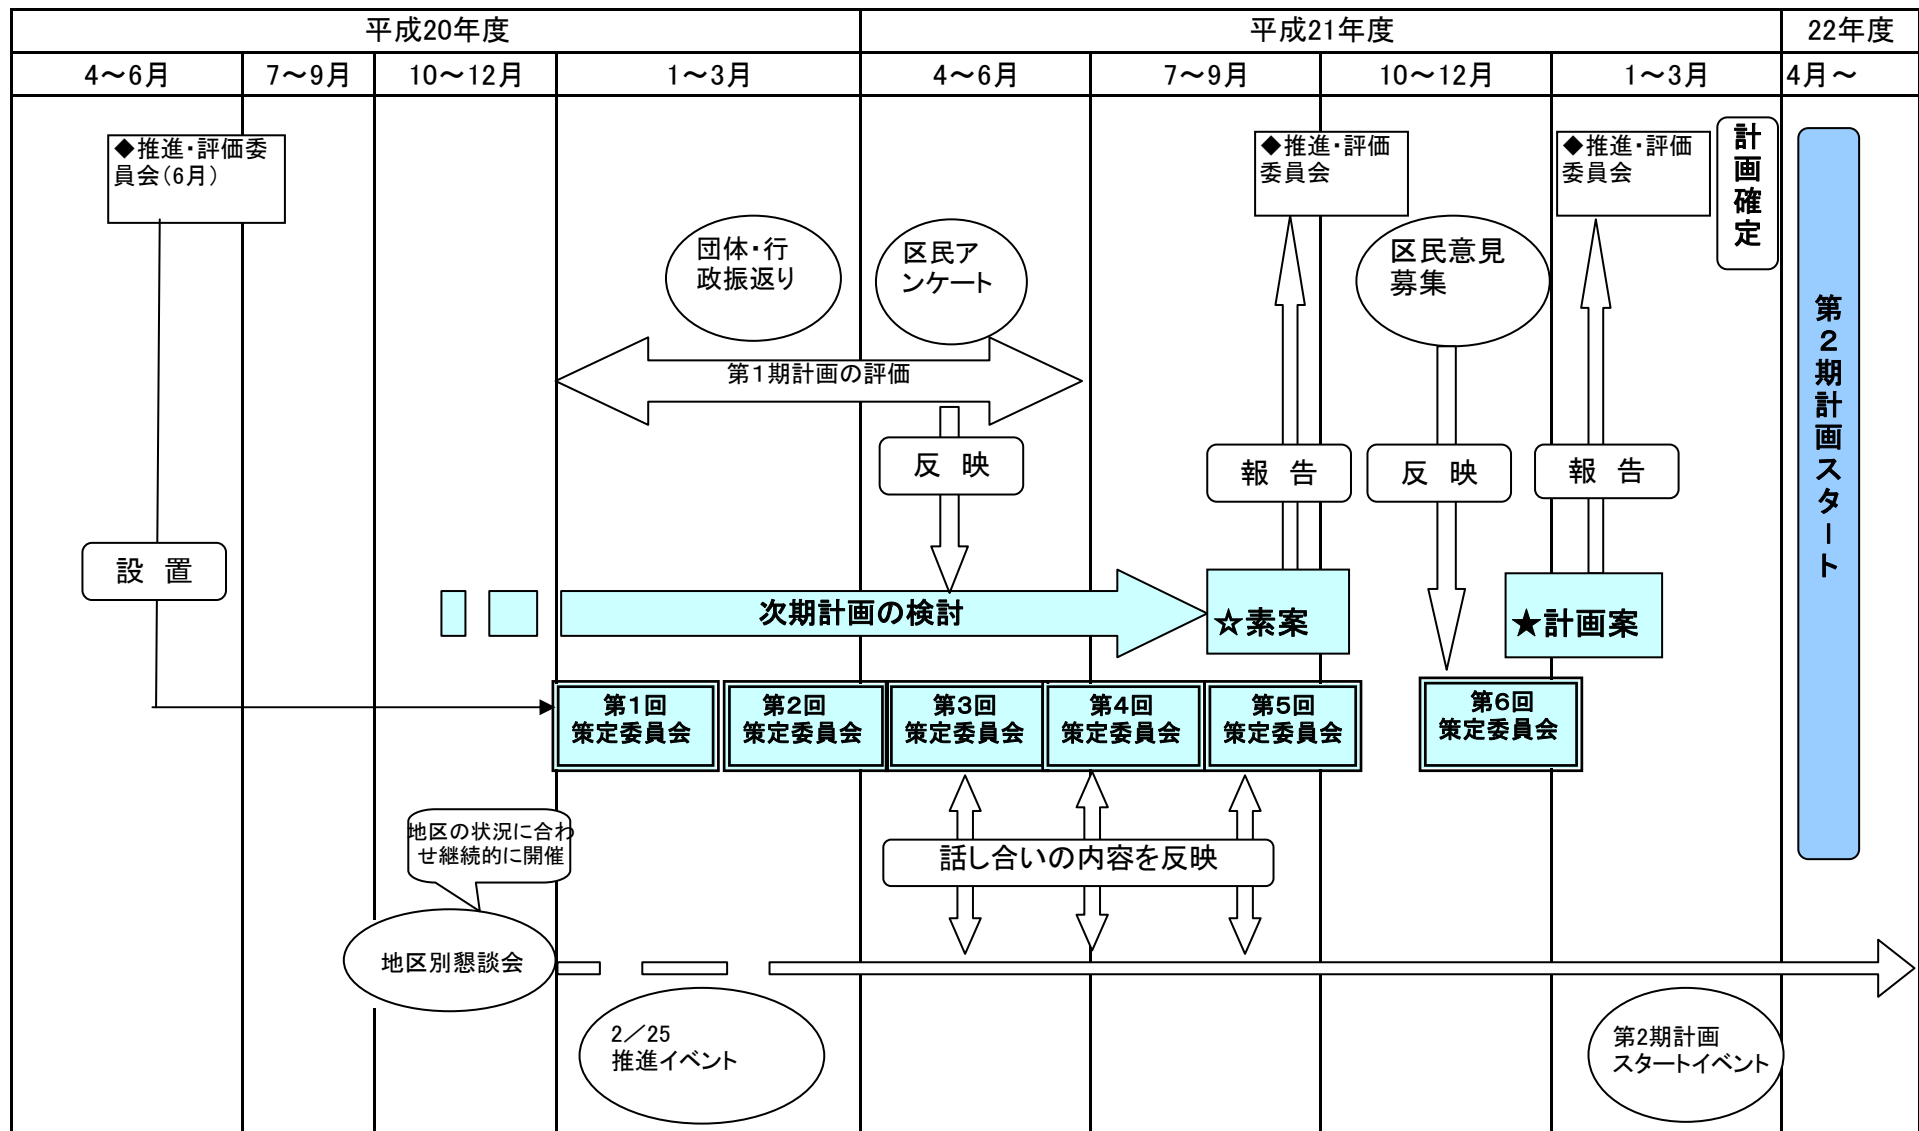 平成20年度
平成21年度
22年度
4～6月
7～9月
10～12月
1～3月
4～6月
7～9月
10～12月
1～3月
4月～
◆推進・評価委
員会(6月)
◆推進・評価
委員会
◆推進・評価
委員会
計画確定
団体・行
政振返り
区民ア
ンケート
区民意見
募集
第2期計画スタート
第1期計画の評価
反 映
報 告
反 映
報 告
設 置
次期計画の検討
☆素案
★計画案
第1回
策定委員会
第2回
策定委員会
第3回
策定委員会
第4回
策定委員会
第5回
策定委員会
第6回
策定委員会
地区の状況に合わ
せ継続的に開催
話し合いの内容を反映
地区別懇談会
2／25
推進イベント
第2期計画
スタートイベント